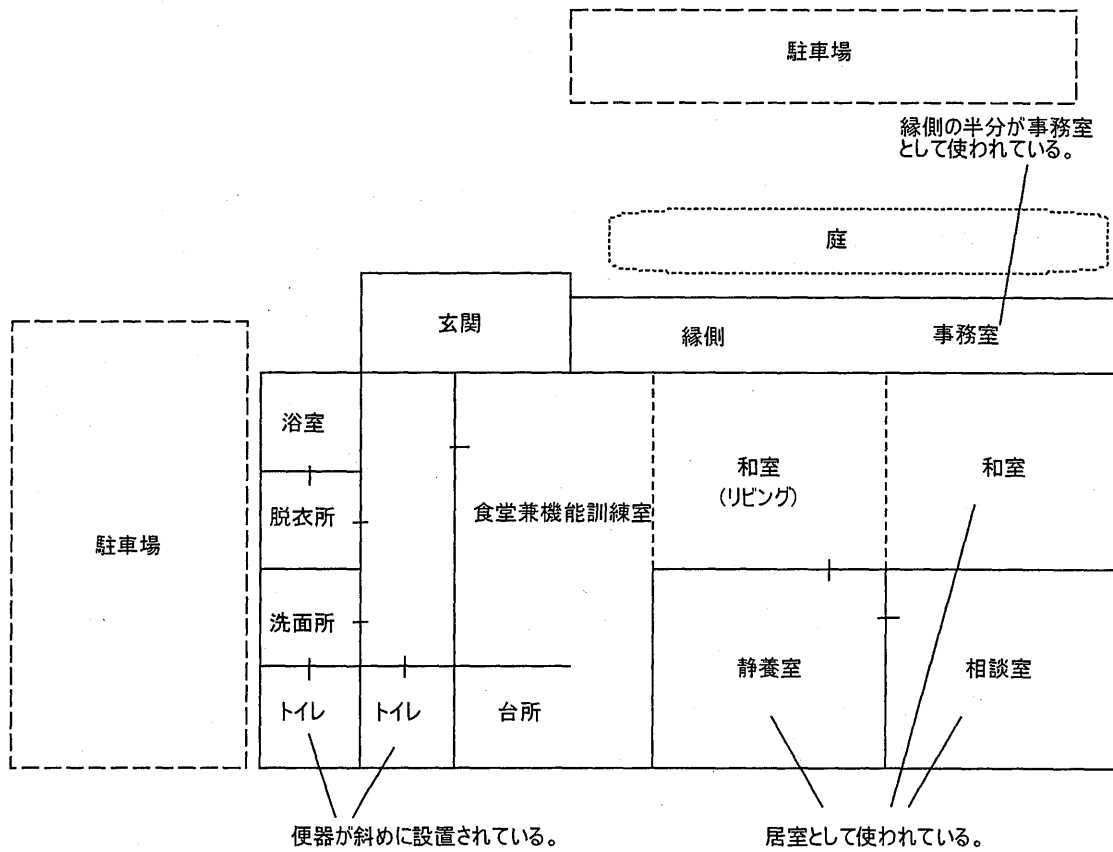 駐車場
縁側の半分が事務室
として使われている。
庭
玄関
縁側
事務室
浴室
和室
(リビング)
和室
脱衣所
食堂兼機能訓練室
駐車場
洗面所
静養室
相談室
トイレ
トイレ
台所
便器が斜めに設置されている。
居室として使われている。